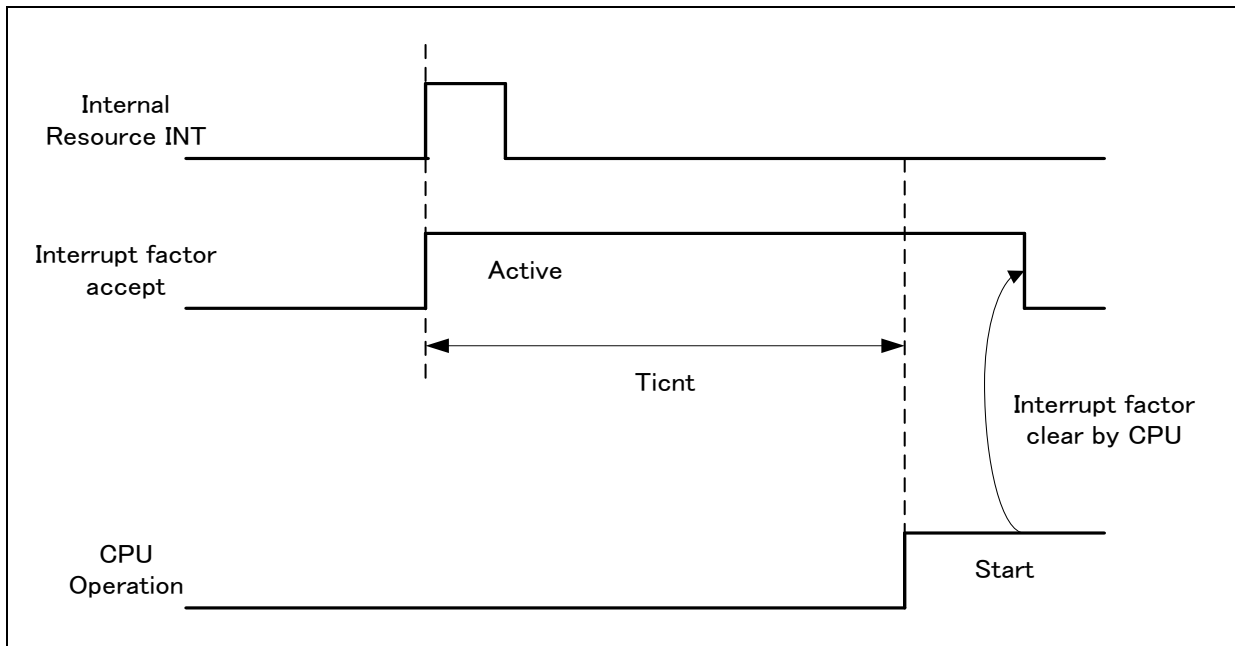 Internal
Resource INT
Interrupt factor
accept
Active
Ticnt
Interrupt factor
clear by CPU
CPU
Operation
Start